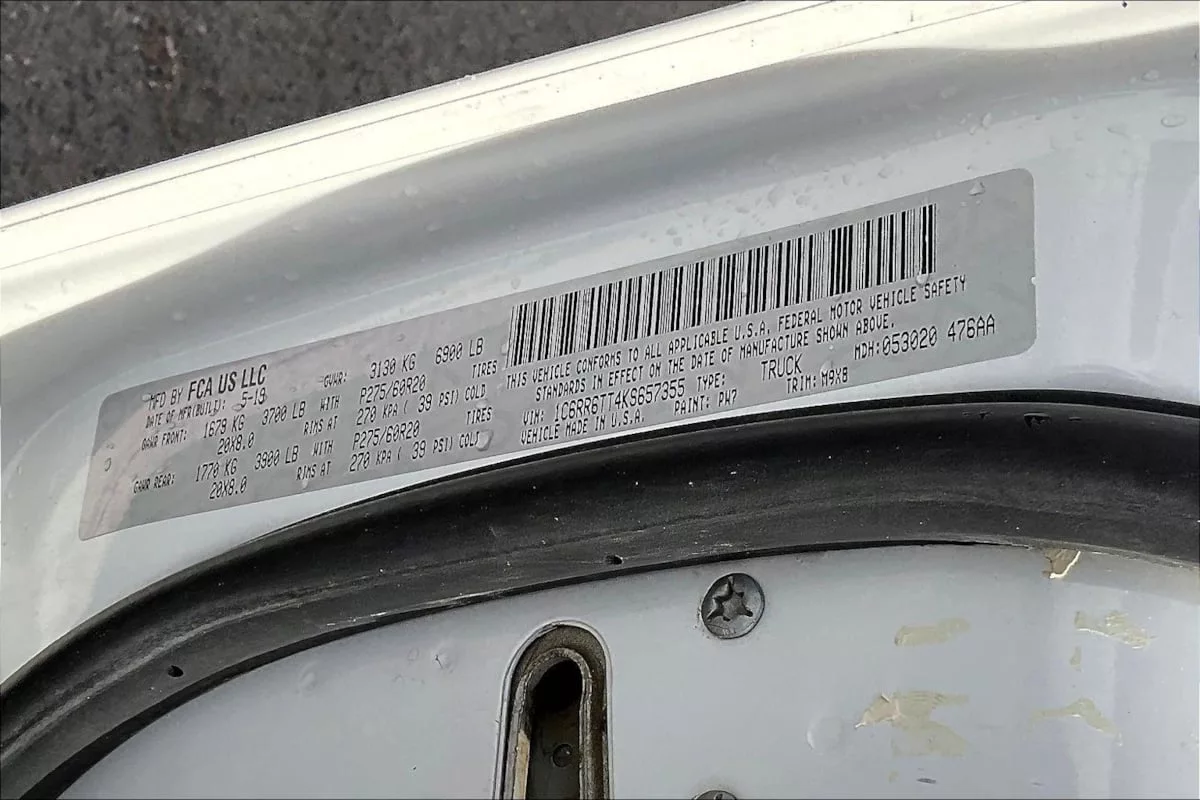 MFD BY FCA US LLC
DATE OF MFR(BUILD): 5-19 GVWR: 3130 KG 6900 LB
GAWR FRONT: 1679 KG 3700 LB WITH P275/60R20 TIRES
20X8.0 RIMS AT 270 KPA ( 39 PSI) COLD
GAWR REAR: 1770 KG 3900 LB WITH P275/60R20 TIRES
20X8.0 RIMS AT 270 KPA ( 39 PSI) COLD
THIS VEHICLE CONFORMS TO ALL APPLICABLE U.S.A. FEDERAL MOTOR VEHICLE SAFETY
STANDARDS IN EFFECT ON THE DATE OF MANUFACTURE SHOWN ABOVE.
VIN: 1C6RR6TT4KS657355 TYPE: TRUCK MDH:053020 476AA
VEHICLE MADE IN U.S.A. PAINT: PW7 TRIM: M9X8